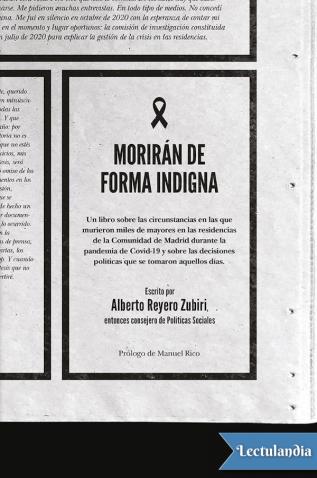 varse. Me pidieron muchas entrevistas. En todo tipo de medios. No concedí
Me fui en silencio en octubre de 2020 con la esperanza de contar mi
en el momento y lugar oportunos: la comisión de investigación constituida
julio de 2020 para explicar la gestión de la crisis en las residencias.
MORIRÁN DE
FORMA INDIGNA
Un libro sobre las circunstancias en las que
murieron miles de mayores en las residencias
de la Comunidad de Madrid durante la
pandemia de Covid-19 y sobre las decisiones
políticas que se tomaron aquellos días.
Escrito por
Alberto Reyero Zubiri,
entonces consejero de Políticas Sociales
Prólogo de Manuel Rico
Lectulandia